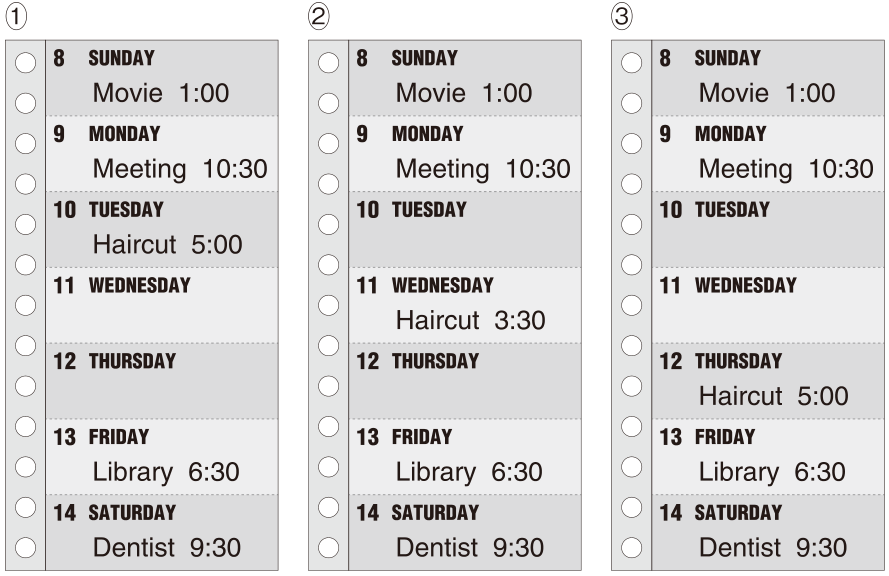 ①
8 SUNDAY
Movie 1:00
9 MONDAY
Meeting 10:30
10 TUESDAY
Haircut 5:00
11 WEDNESDAY
12 THURSDAY
13 FRIDAY
Library 6:30
14 SATURDAY
Dentist 9:30
②
8 SUNDAY
Movie 1:00
9 MONDAY
Meeting 10:30
10 TUESDAY
11 WEDNESDAY
Haircut 3:30
12 THURSDAY
13 FRIDAY
Library 6:30
14 SATURDAY
Dentist 9:30
③
8 SUNDAY
Movie 1:00
9 MONDAY
Meeting 10:30
10 TUESDAY
11 WEDNESDAY
12 THURSDAY
Haircut 5:00
13 FRIDAY
Library 6:30
14 SATURDAY
Dentist 9:30